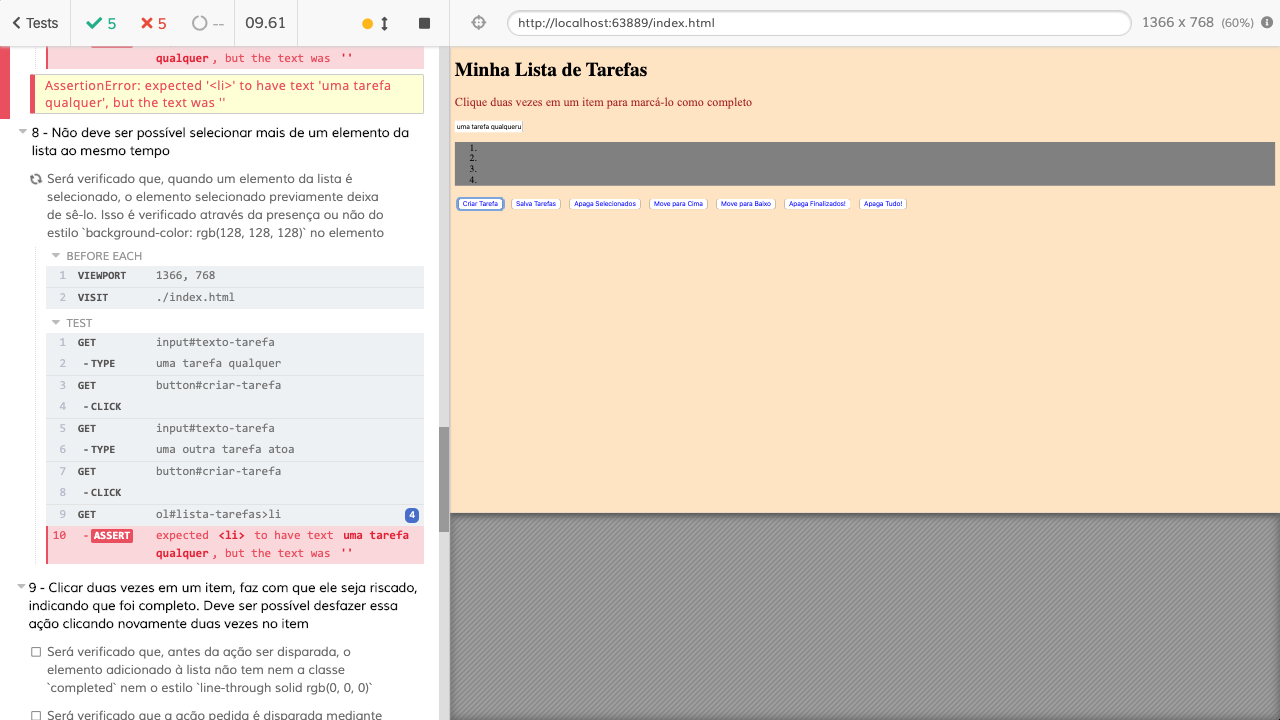 Tests
5
5
--
09.61
http://localhost:63889/index.html
1366 x 768 (60%)
qualquer, but the text was ''
AssertionError: expected '<li>' to have text 'uma tarefa
qualquer', but the text was ''
8 - Não deve ser possível selecionar mais de um elemento da
lista ao mesmo tempo
Será verificado que, quando um elemento da lista é
selecionado, o elemento selecionado previamente deixa
de sê-lo. Isso é verificado através da presença ou não do
estilo `background-color: rgb(128, 128, 128)` no elemento
BEFORE EACH
1 VIEWPORT 1366, 768
2 VISIT ./index.html
TEST
1 GET input#texto-tarefa
2 -TYPE uma tarefa qualquer
3 GET button#criar-tarefa
4 -CLICK
5 GET input#texto-tarefa
6 -TYPE uma outra tarefa atoa
7 GET button#criar-tarefa
8 -CLICK
9 GET ol#lista-tarefas>li 4
10 -ASSERT expected <li> to have text uma tarefa
qualquer, but the text was ''
9 - Clicar duas vezes em um item, faz com que ele seja riscado,
indicando que foi completo. Deve ser possível desfazer essa
ação clicando novamente duas vezes no item
Será verificado que, antes da ação ser disparada, o
elemento adicionado à lista não tem nem a classe
`completed` nem o estilo `line-through solid rgb(0, 0, 0)`
Será verificado que a ação pedida é disparada mediante
Minha Lista de Tarefas
Clique duas vezes em um item para marcá-lo como completo
uma tarefa qualqueru
1.
2.
3.
4.
Criar Tarefa Salva Tarefas Apaga Selecionados Move para Cima Move para Baixo Apaga Finalizados! Apaga Tudo!